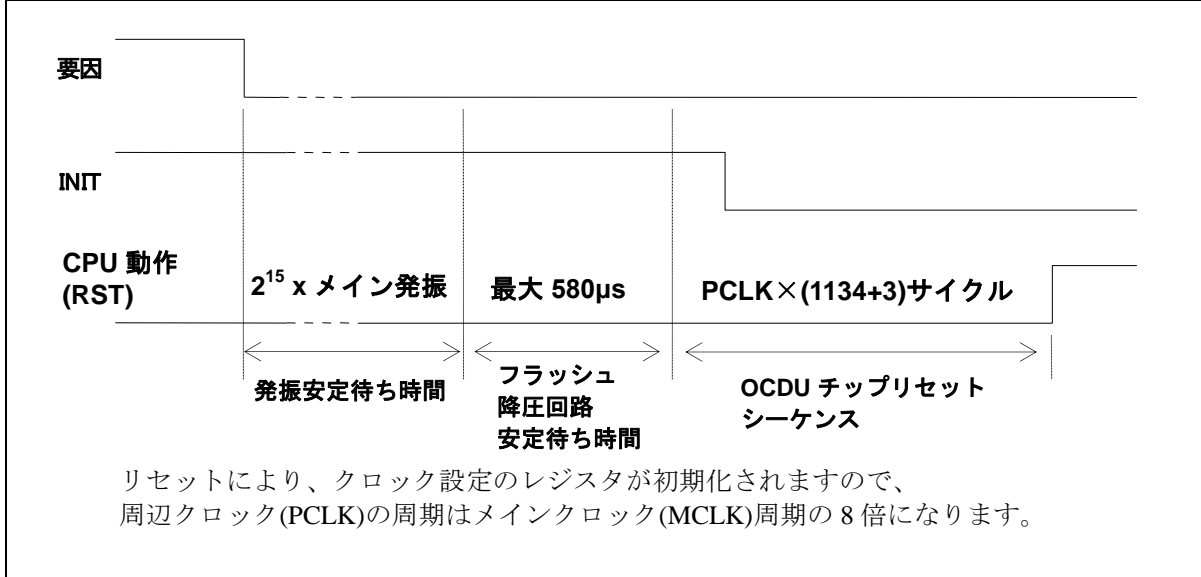 要因
INIT
CPU 動作
(RST)
2¹⁵ x メイン発振
最大 580µs
PCLK×(1134+3)サイクル
発振安定待ち時間
フラッシュ
降圧回路
安定待ち時間
OCDU チップリセット
シーケンス
リセットにより、クロック設定のレジスタが初期化されますので、
周辺クロック(PCLK)の周期はメインクロック(MCLK)周期の 8 倍になります。